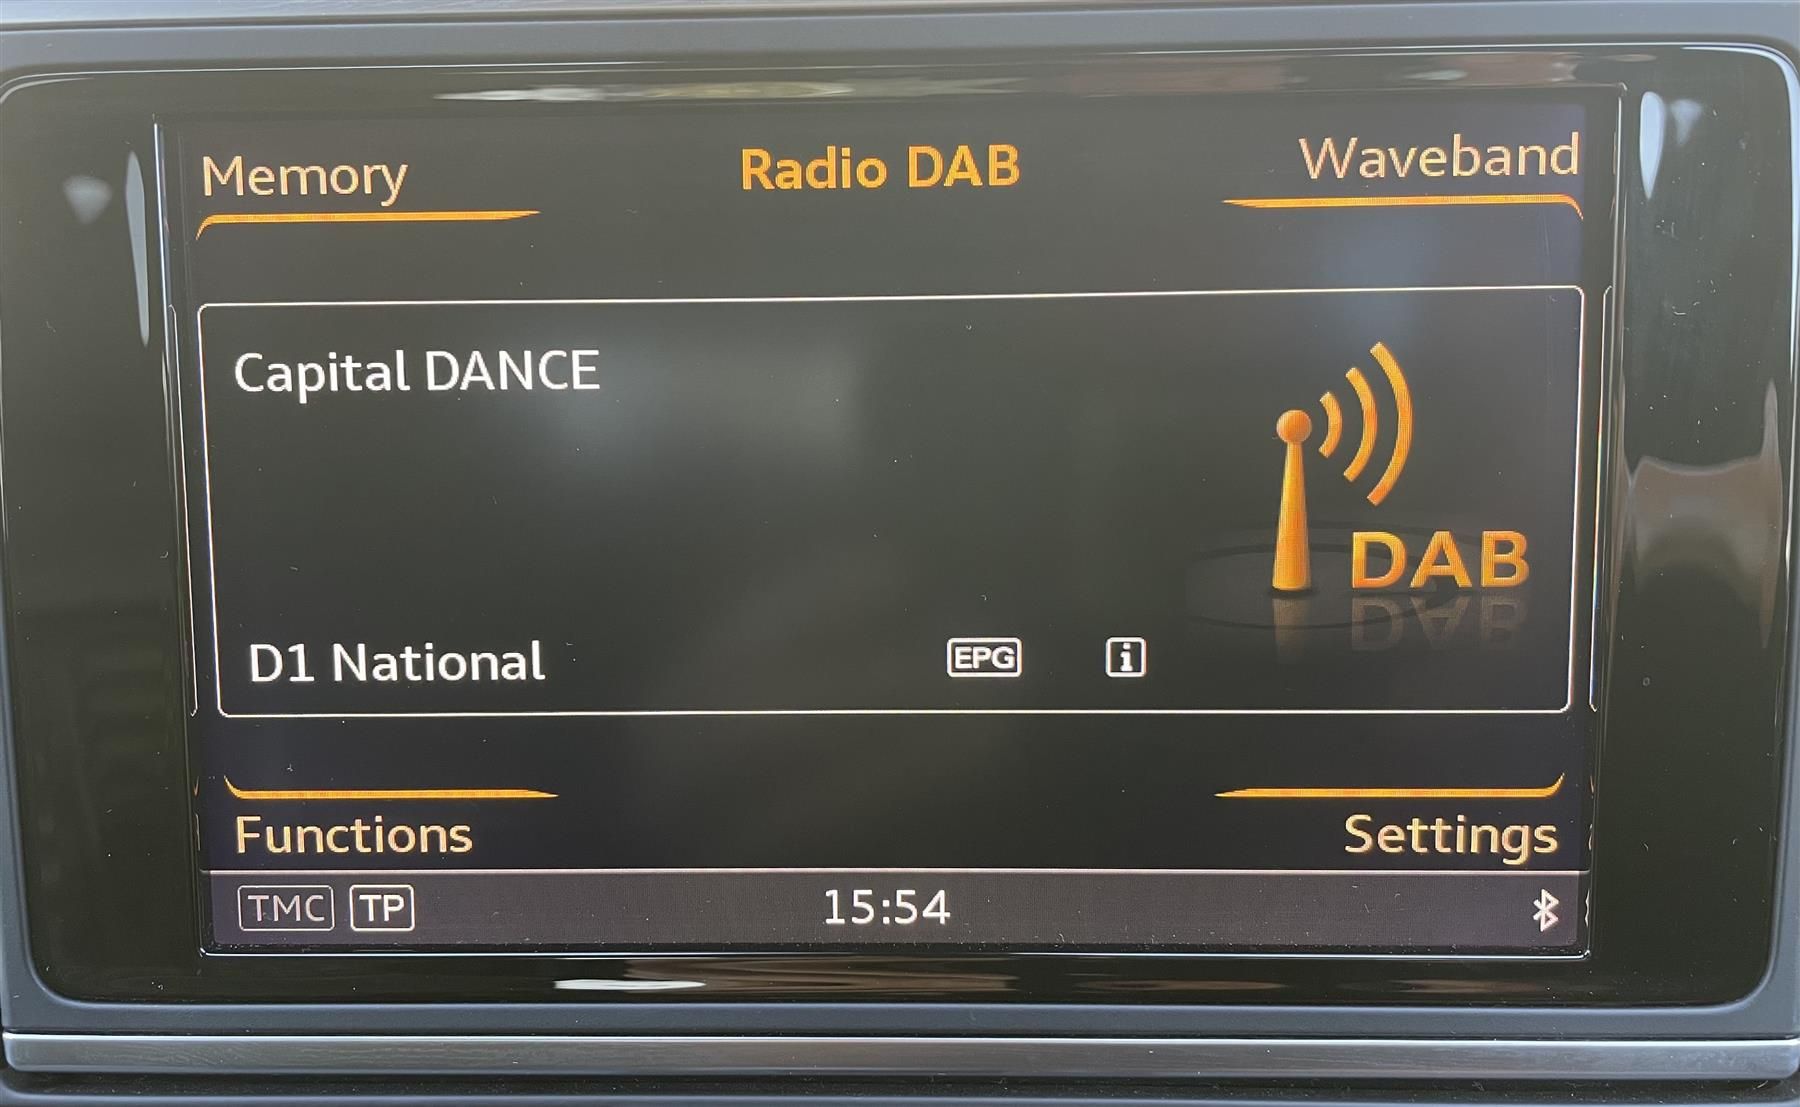 Memory Radio DAB Waveband
Capital DANCE
DAB
D1 National EPG i
Functions Settings
TMC TP 15:54